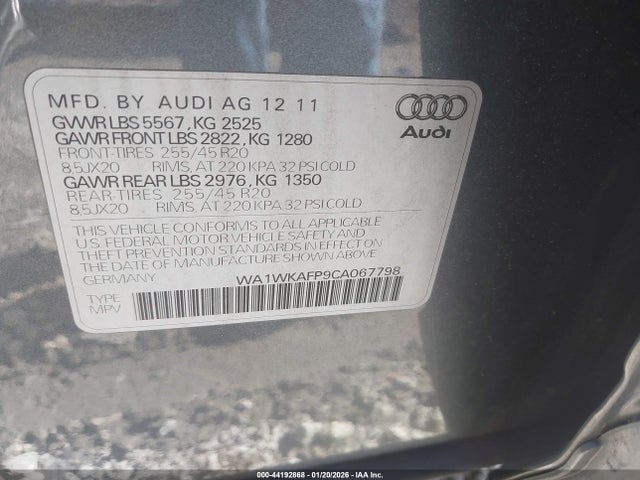 MFD. BY AUDI AG 12 11
GVWR LBS 5567, KG 2525
GAWR FRONT LBS 2822, KG 1280
FRONT-TIRES 255/45 R20
8,5JX20 RIMS, AT 220 KPA 32 PSI COLD
GAWR REAR LBS 2976, KG 1350
REAR-TIRES 255/45 R20
8,5JX20 RIMS, AT 220 KPA 32 PSI COLD
Audi
THIS VEHICLE CONFORMS TO ALL APPLICABLE
U.S. FEDERAL MOTOR VEHICLE SAFETY AND
THEFT PREVENTION STANDARDS IN EFFECT ON
THE DATE OF MANUFACTURE SHOWN ABOVE
GERMANY WA1WKAFP9CA067798
TYPE
MPV
000-44192868 - 01/20/2026 - IAA Inc.